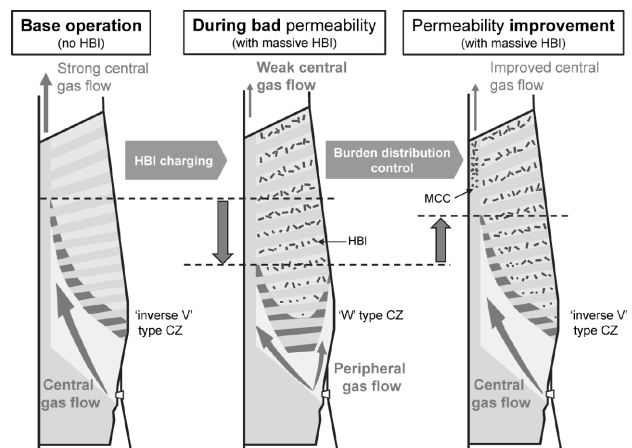 Base operation
(no HBI)
During bad permeability
(with massive HBI)
Permeability improvement
(with massive HBI)
Strong central
gas flow
Weak central
gas flow
Improved central
gas flow
HBI charging
Burden distribution
control
MCC
HBI
'inverse V'
type CZ
'W' type CZ
'inverse V'
type CZ
Central
gas flow
Peripheral
gas flow
Central
gas flow